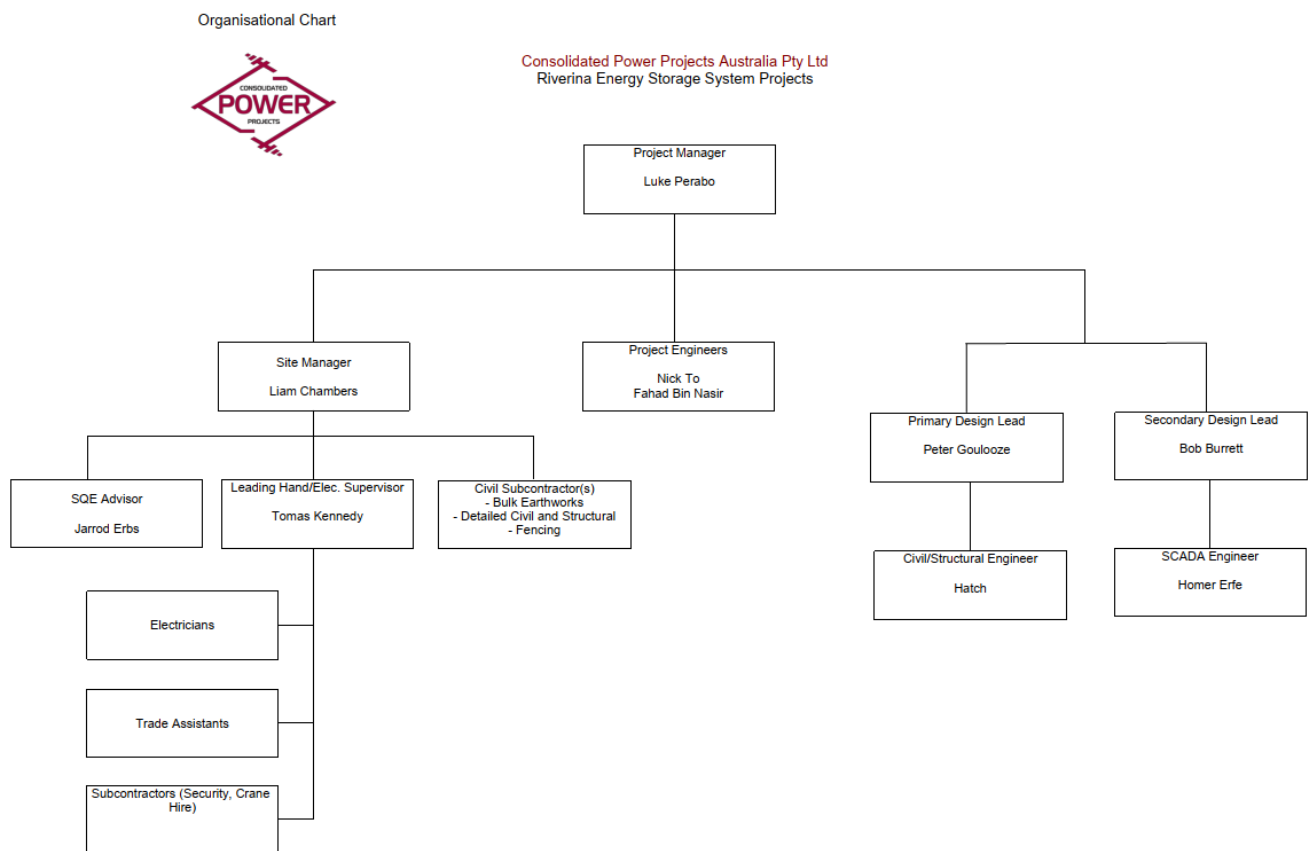 Organisational Chart
CONSOLIDATED
POWER
PROJECTS
Consolidated Power Projects Australia Pty Ltd
Riverina Energy Storage System Projects
Project Manager
Luke Perabo
Site Manager
Liam Chambers
Project Engineers
Nick To
Fahad Bin Nasir
Primary Design Lead
Peter Goulooze
Secondary Design Lead
Bob Burrett
SQE Advisor
Jarrod Erbs
Leading Hand/Elec. Supervisor
Tomas Kennedy
Civil Subcontractor(s)
- Bulk Earthworks
- Detailed Civil and Structural
- Fencing
Civil/Structural Engineer
Hatch
SCADA Engineer
Homer Erfe
Electricians
Trade Assistants
Subcontractors (Security, Crane
Hire)